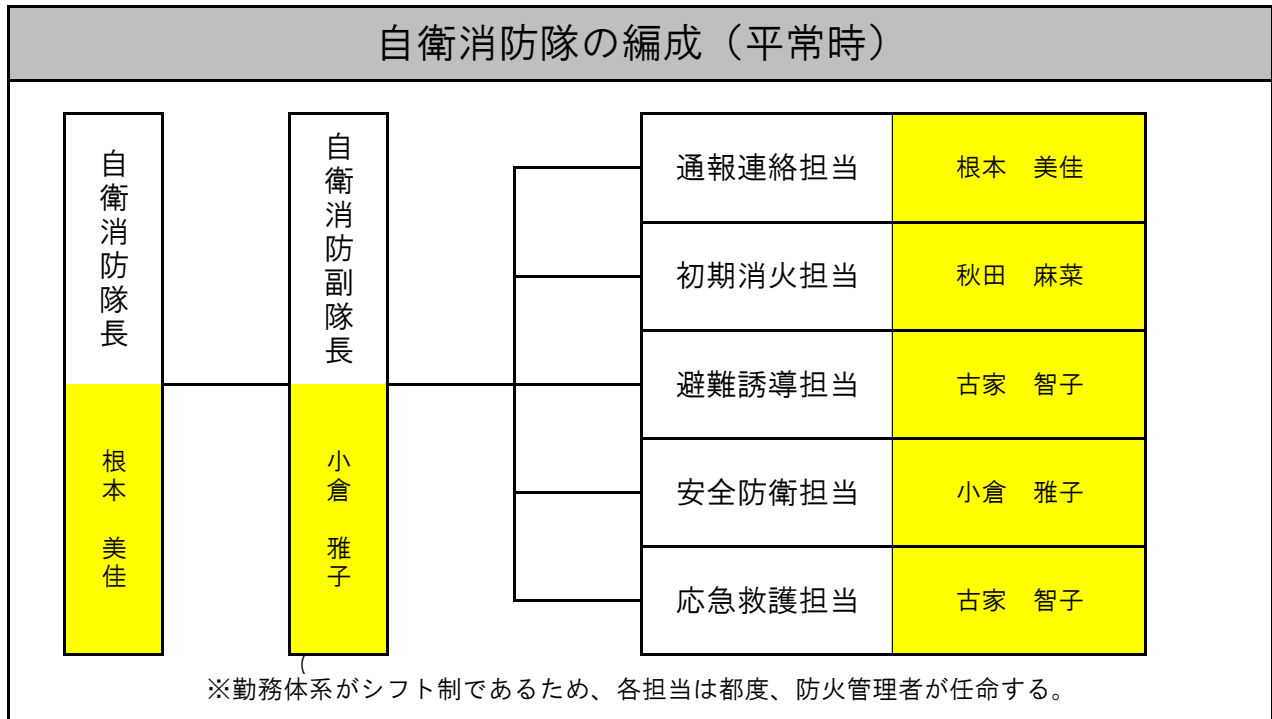 自衛消防隊の編成（平常時）
自衛消防隊長
根本　美佳
自衛消防副隊長
小倉　雅子
通報連絡担当　根本　美佳
初期消火担当　秋田　麻菜
避難誘導担当　古家　智子
安全防衛担当　小倉　雅子
応急救護担当　古家　智子
※勤務体系がシフト制であるため、各担当は都度、防火管理者が任命する。